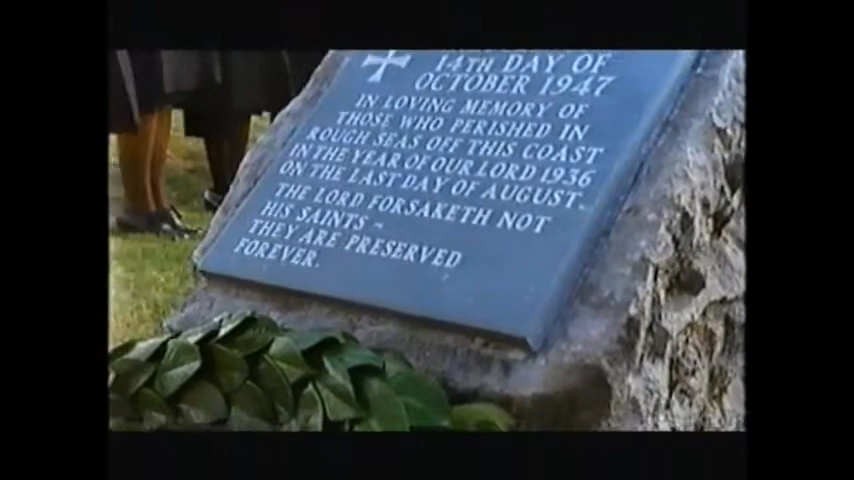 14TH DAY OF
OCTOBER 1947
IN LOVING MEMORY OF
THOSE WHO PERISHED IN
ROUGH SEAS OFF THIS COAST
IN THE YEAR OF OUR LORD 1936
ON THE LAST DAY OF AUGUST.~
THE LORD FORSAKETH NOT
HIS SAINTS ~
THEY ARE PRESERVED
FOREVER.